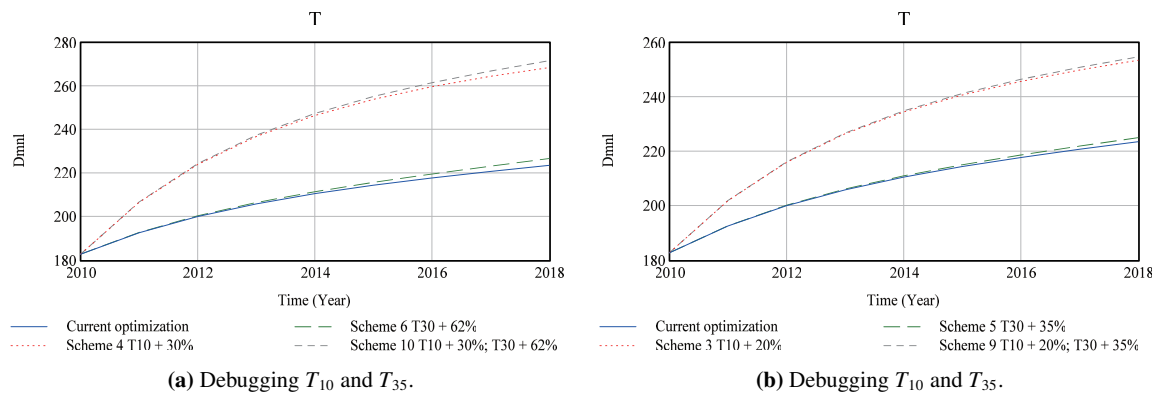 T
280
260
240
220
200
180
Dmnl
2010
2012
2014
2016
2018
Time (Year)
Current optimization
Scheme 6 T30 + 62%
Scheme 4 T10 + 30%
Scheme 10 T10 + 30%; T30 + 62%
(a) Debugging T10 and T35.
T
260
240
220
200
180
Dmnl
2010
2012
2014
2016
2018
Time (Year)
Current optimization
Scheme 5 T30 + 35%
Scheme 3 T10 + 20%
Scheme 9 T10 + 20%; T30 + 35%
(b) Debugging T10 and T35.